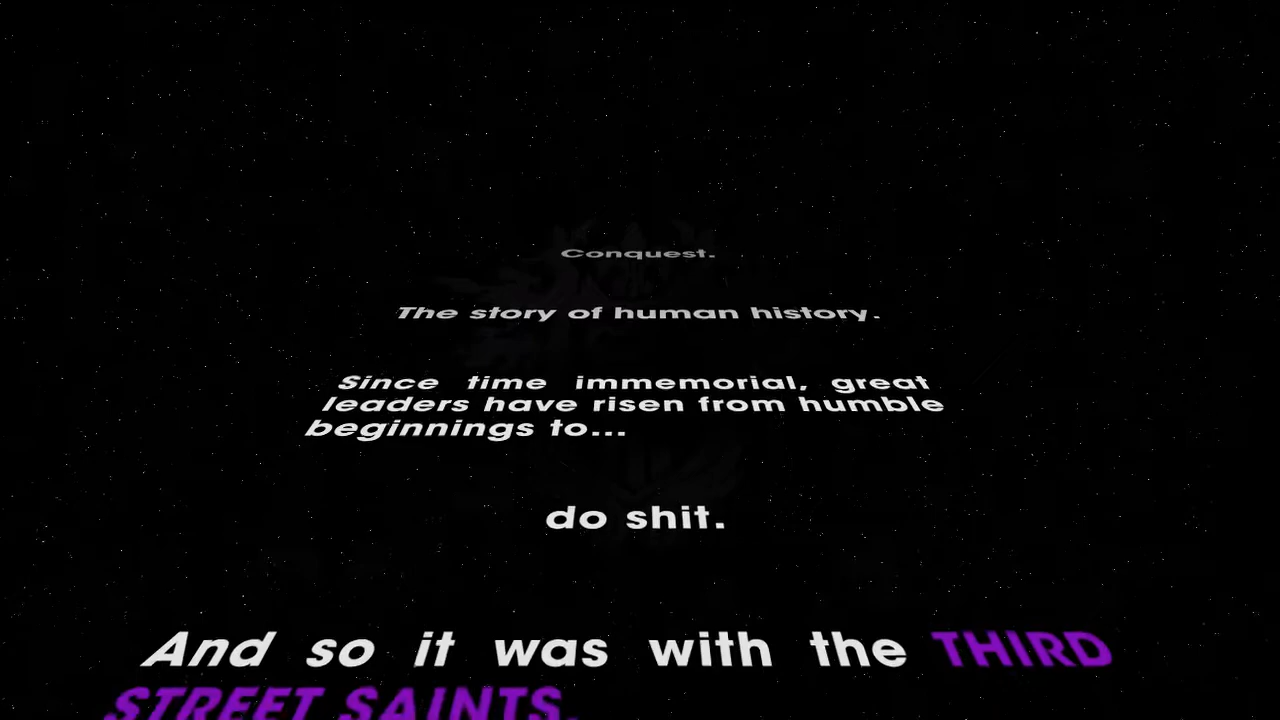 Conquest.
The story of human history.
Since time immemorial, great
leaders have risen from humble
beginnings to...
do shit.
And so it was with the THIRD
STREET SAINTS.